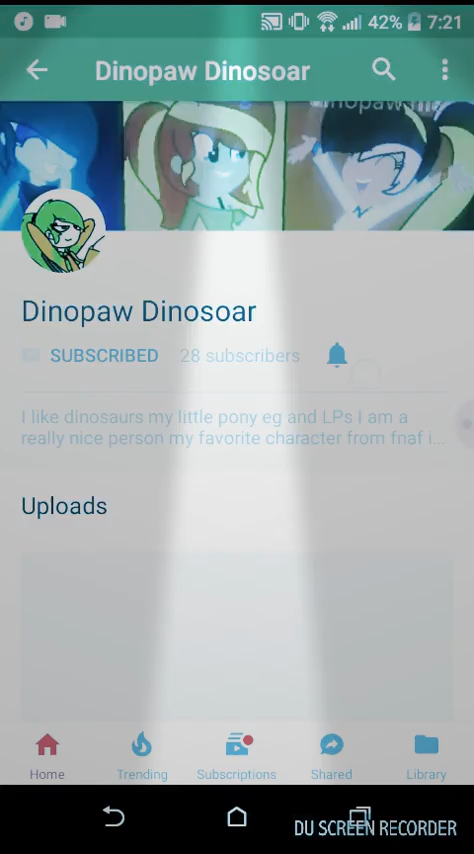 42% 7:21
Dinopaw Dinosoar
Dinopaw Dinosoar
SUBSCRIBED 28 subscribers
I like dinosaurs my little pony eg and LPs I am a
really nice person my favorite character from fnaf i...
Uploads
Home Trending Subscriptions Shared Library
DU SCREEN RECORDER